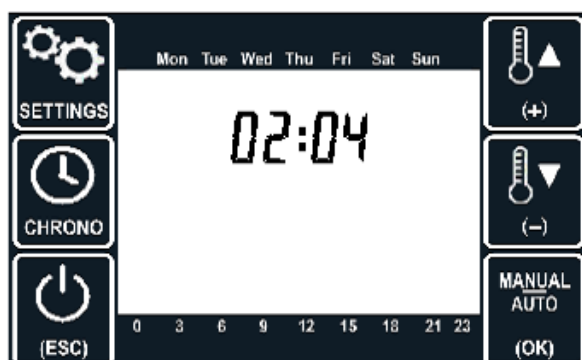 Mon Tue Wed Thu Fri Sat Sun
SETTINGS
02:04
(+)
CHRONO
(−)
MANUAL
AUTO
(ESC)
0 3 6 9 12 15 18 21 23
(OK)